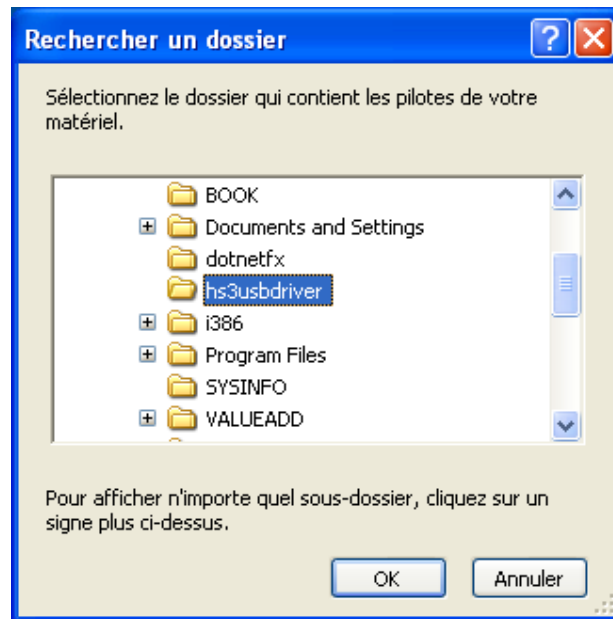 Rechercher un dossier
Sélectionnez le dossier qui contient les pilotes de votre
matériel.
BOOK
Documents and Settings
dotnetfx
hs3usbdriver
i386
Program Files
SYSINFO
VALUEADD
Pour afficher n'importe quel sous-dossier, cliquez sur un
signe plus ci-dessus.
OK Annuler